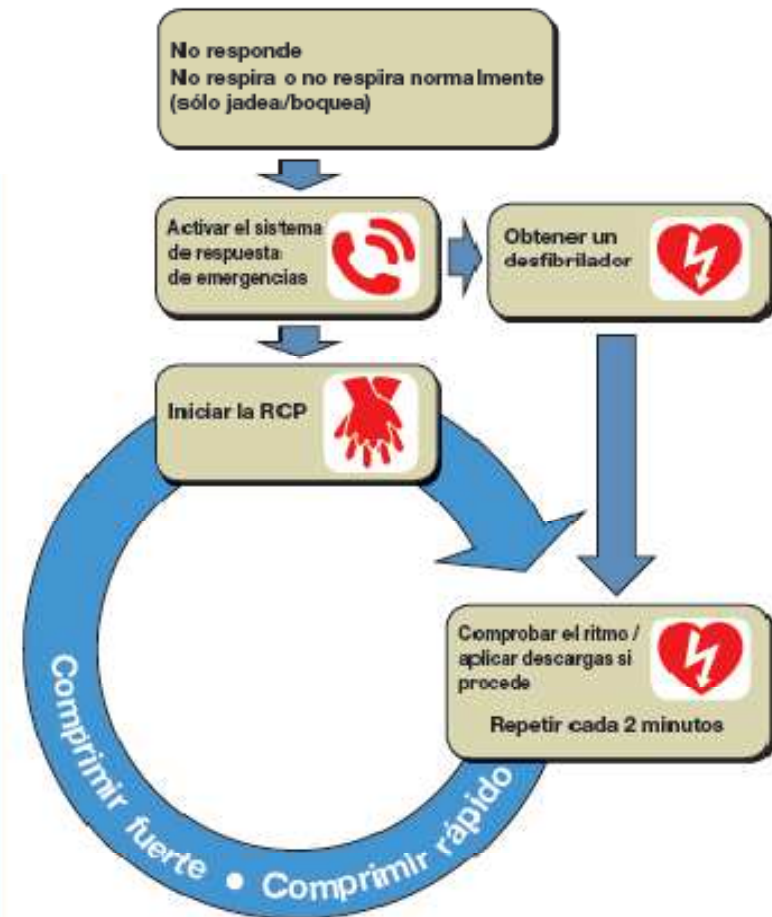 No responde
No respira o no respira normalmente
(sólo jadea/boquea)
Activar el sistema
de respuesta
de emergencias
Obtener un
desfibrilador
Iniciar la RCP
Comprobar el ritmo /
aplicar descargas si
procede
Repetir cada 2 minutos
Comprimir fuerte • Comprimir rápido